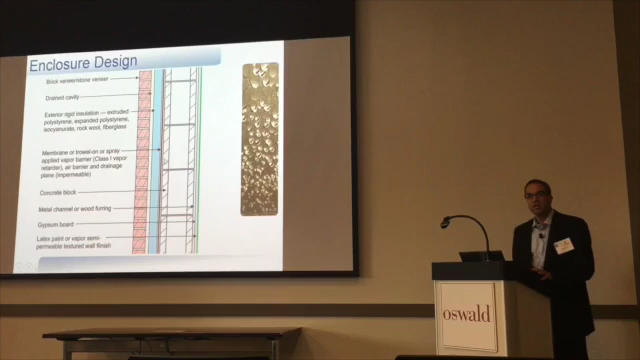 Enclosure Design
Brick veneer/stone veneer
Drained cavity
Exterior rigid insulation — extruded
polystyrene, expanded polystyrene,
isocyanurate, rock wool, fiberglass
Membrane or trowel-on or spray
applied vapor barrier (Class I vapor
retarder), air barrier and drainage
plane (impermeable)
Concrete block
Metal channel or wood furring
Gypsum board
Latex paint or vapor semi-
permeable textured wall finish
oswald